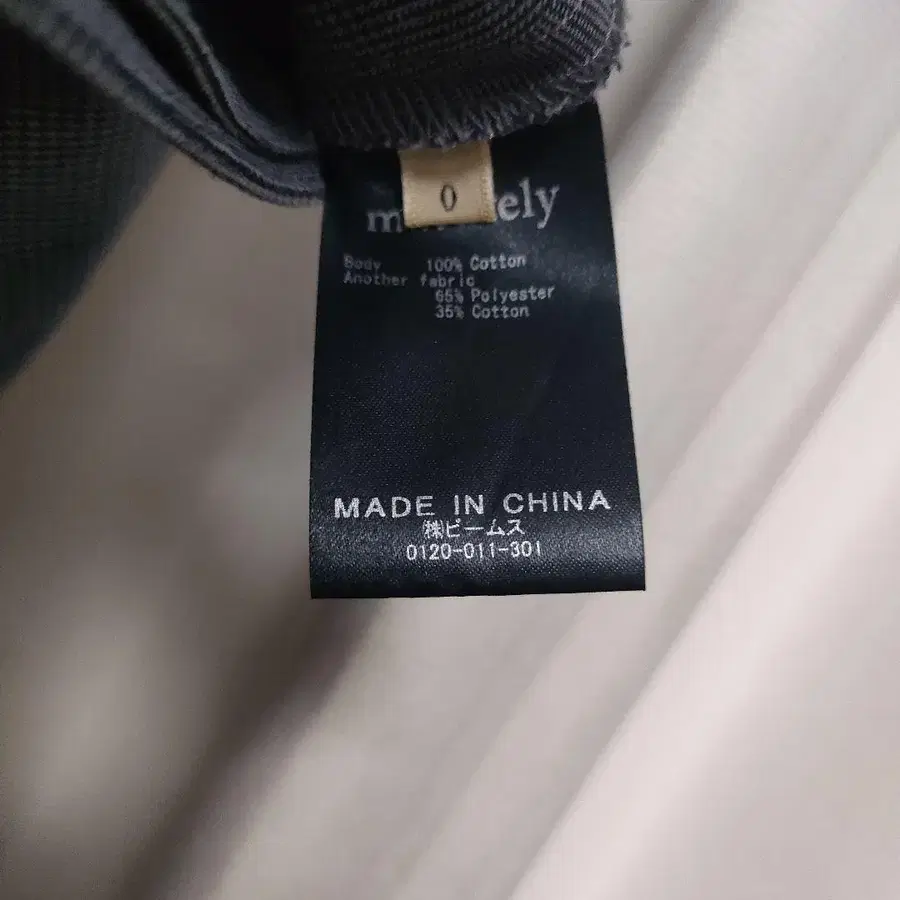 0
Body 100% Cotton
Another fabric
65% Polyester
35% Cotton
MADE IN CHINA
㈱ビームス
0120-011-301